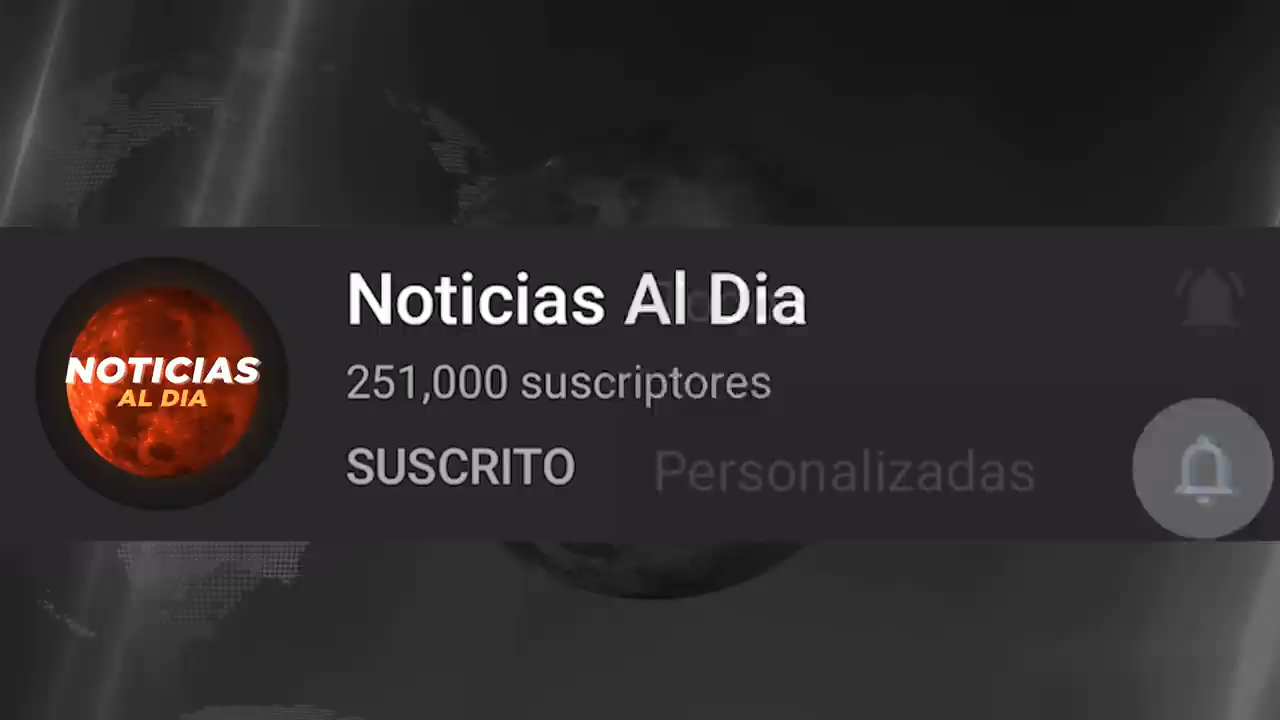 Noticias Al Dia
NOTICIAS
AL DIA
251,000 suscriptores
SUSCRITO
Personalizadas